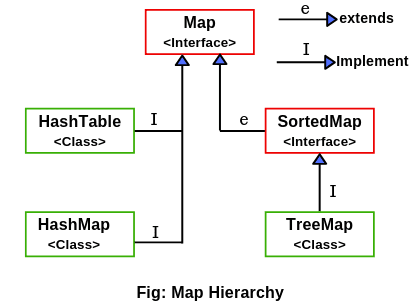 Map
<Interface>
e
extends
I
Implement
HashTable
<Class>
I
e
SortedMap
<Interface>
I
HashMap
<Class>
I
TreeMap
<Class>
Fig: Map Hierarchy